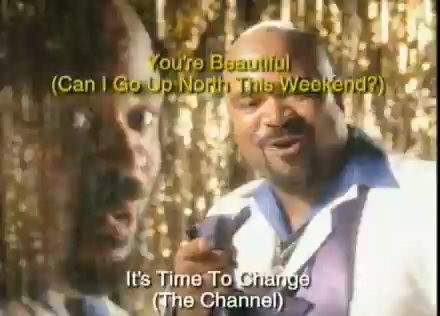 You're Beautiful
(Can I Go Up North This Weekend?)
It's Time To Change
(The Channel)